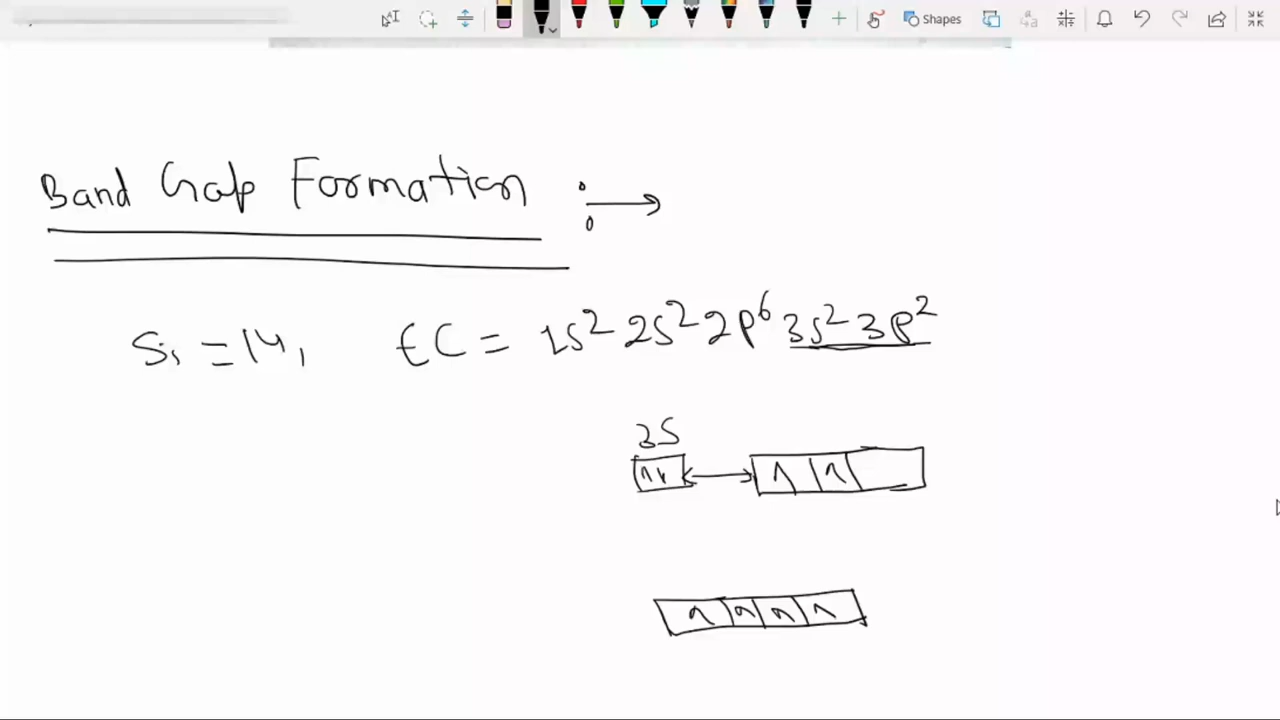 Shapes
Band Gap Formation :→
Si = 14, EC = 1s² 2s² 2p⁶ 3s² 3p²
3S